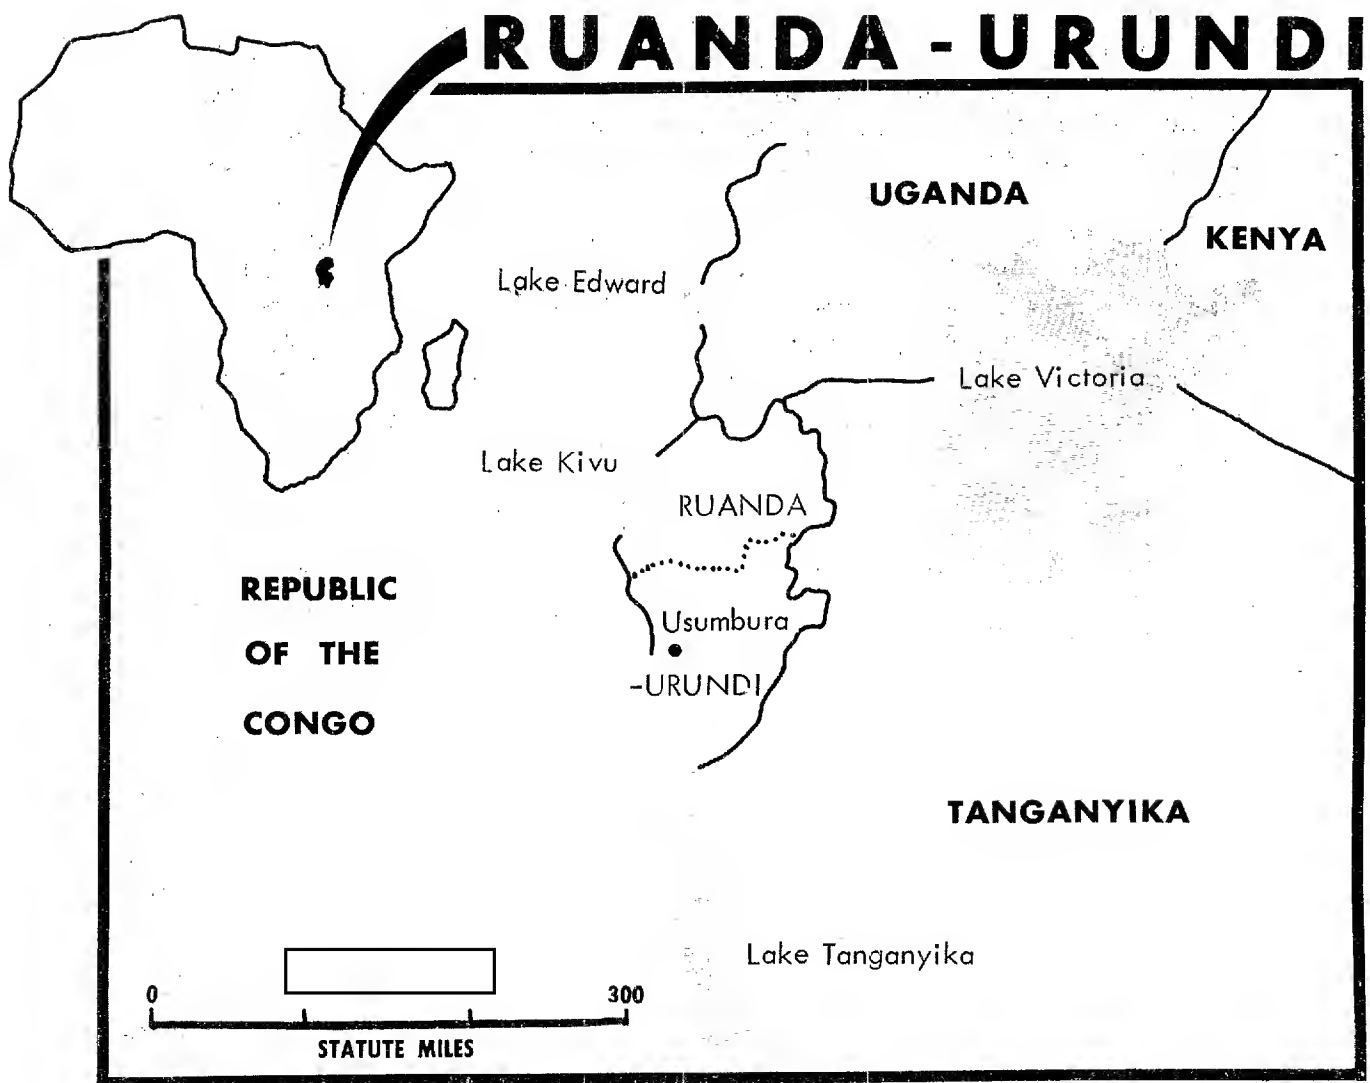 RUANDA - URUNDI
UGANDA
KENYA
Lake Edward
Lake Victoria
Lake Kivu
RUANDA
REPUBLIC
OF THE
CONGO
Usumbura
-URUNDI
TANGANYIKA
Lake Tanganyika
0 300
STATUTE MILES